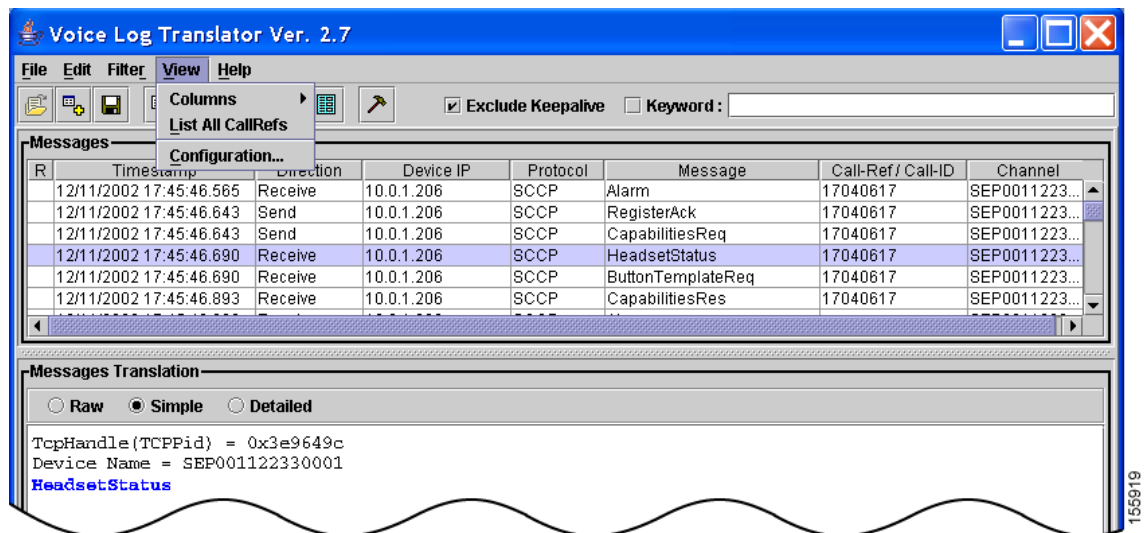 Voice Log Translator Ver. 2.7
File Edit Filter View Help
Columns
List All CallRefs
Configuration...
Exclude Keepalive Keyword :
Messages
R Timestamp Direction Device IP Protocol Message Call-Ref / Call-ID Channel
12/11/2002 17:45:46.565 Receive 10.0.1.206 SCCP Alarm 17040617 SEP0011223...
12/11/2002 17:45:46.643 Send 10.0.1.206 SCCP RegisterAck 17040617 SEP0011223...
12/11/2002 17:45:46.643 Send 10.0.1.206 SCCP CapabilitiesReq 17040617 SEP0011223...
12/11/2002 17:45:46.690 Receive 10.0.1.206 SCCP HeadsetStatus 17040617 SEP0011223...
12/11/2002 17:45:46.690 Receive 10.0.1.206 SCCP ButtonTemplateReq 17040617 SEP0011223...
12/11/2002 17:45:46.893 Receive 10.0.1.206 SCCP CapabilitiesRes 17040617 SEP0011223...
Messages Translation
Raw Simple Detailed
TcpHandle(TCPPid) = 0x3e9649c
Device Name = SEP001122330001
HeadsetStatus
155919